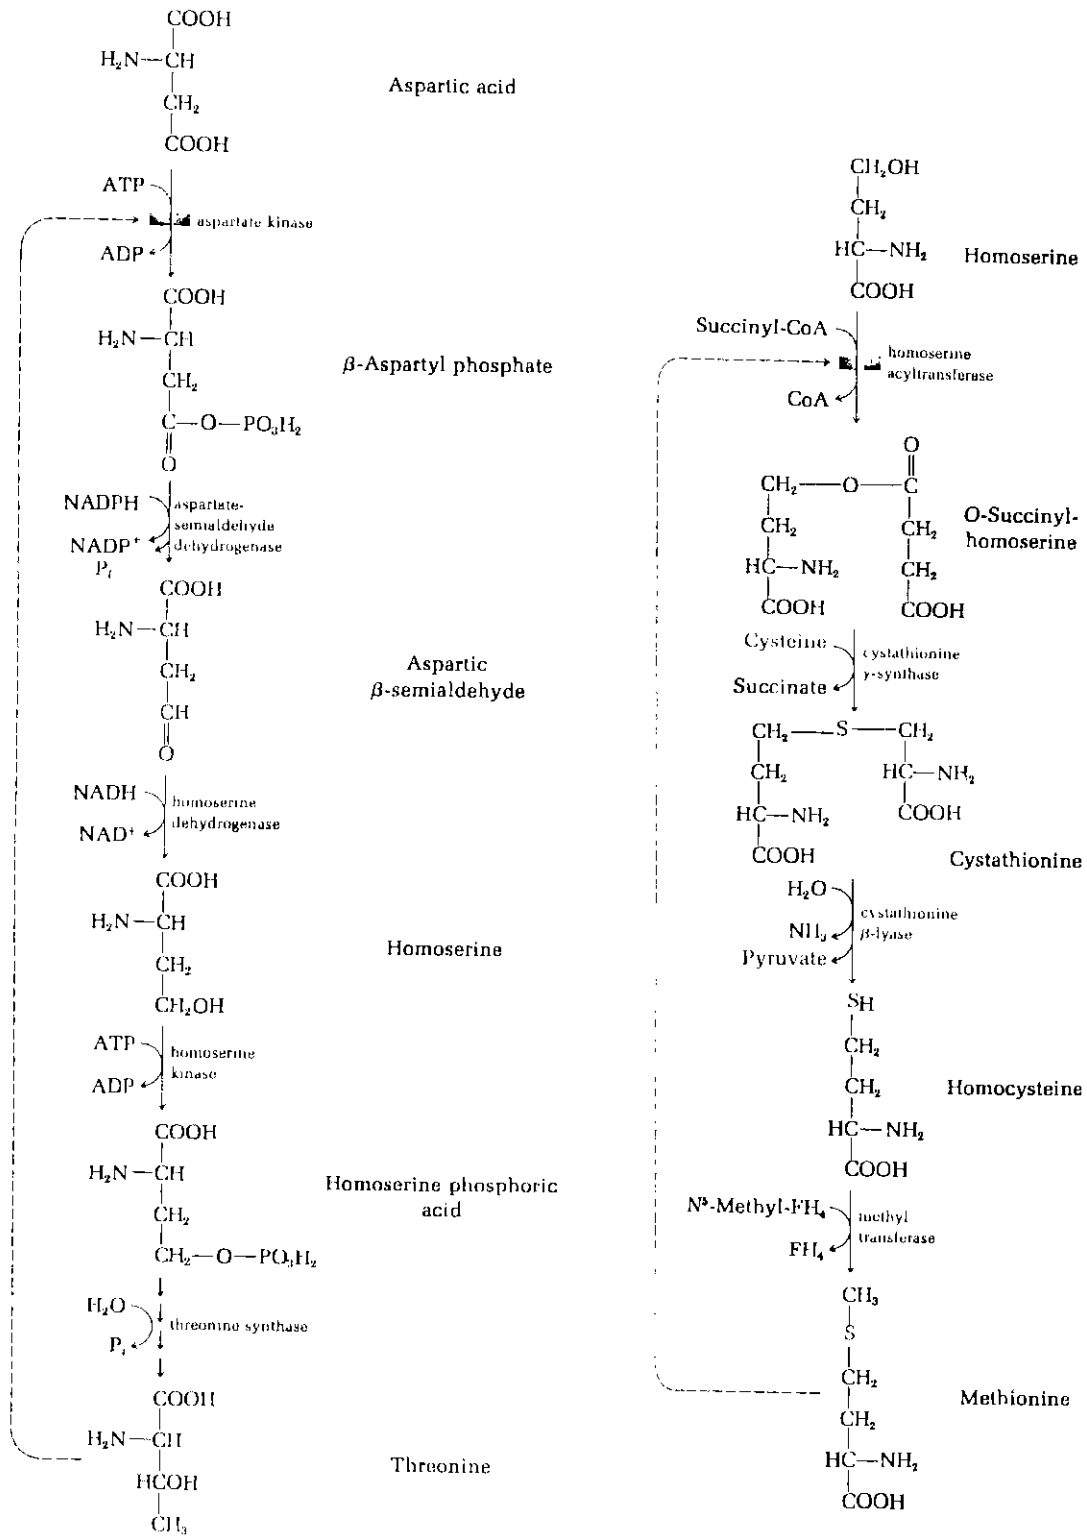 COOH
H₂N—CH
CH₂
COOH
Aspartic acid
ATP
aspartate kinase
ADP
COOH
H₂N—CH
CH₂
C—O—PO₃H₂
O
β-Aspartyl phosphate
NADPH
NADP⁺
Pᵢ
aspartate-
semialdehyde
dehydrogenase
COOH
H₂N—CH
CH₂
CH
O
Aspartic
β-semialdehyde
NADH
NAD⁺
homoserine
dehydrogenase
COOH
H₂N—CH
CH₂
CH₂OH
Homoserine
ATP
ADP
homoserine
kinase
COOH
H₂N—CH
CH₂
CH₂—O—PO₃H₂
Homoserine phosphoric
acid
H₂O
Pᵢ
threonine synthase
COOH
H₂N—CH
HCOH
CH₃
Threonine
CH₂OH
CH₂
HC—NH₂
COOH
Homoserine
Succinyl-CoA
CoA
homoserine
acyltransferase
O
CH₂—O—C
CH₂
CH₂
HC—NH₂
CH₂
COOH
COOH
O-Succinyl-
homoserine
Cysteine
Succinate
cystathionine
γ-synthase
CH₂—S—CH₂
CH₂
HC—NH₂
HC—NH₂
COOH
COOH
Cystathionine
H₂O
NH₃
Pyruvate
cystathionine
β-lyase
SH
CH₂
CH₂
HC—NH₂
COOH
Homocysteine
N⁵-Methyl-FH₄
FH₄
methyl
transferase
CH₃
S
CH₂
CH₂
HC—NH₂
COOH
Methionine